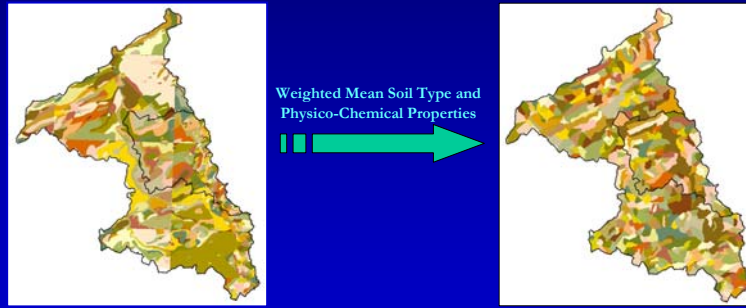 Weighted Mean Soil Type and
Physico-Chemical Properties